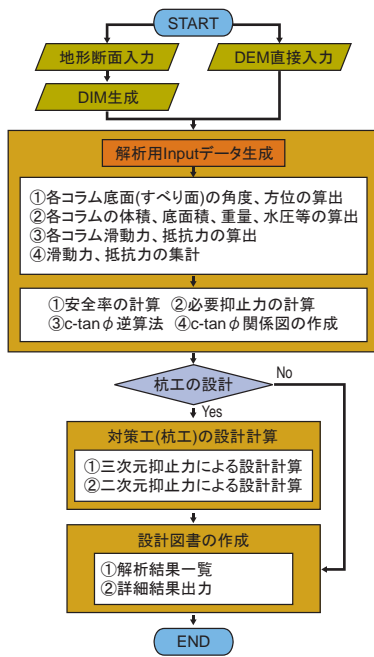 START
地形断面入力
DEM直接入力
DIM生成
解析用Inputデータ生成
①各コラム底面(すべり面)の角度、方位の算出
②各コラムの体積、底面積、重量、水圧等の算出
③各コラム滑動力、抵抗力の算出
④滑動力、抵抗力の集計
①安全率の計算 ②必要抑止力の計算
③c-tanφ逆算法 ④c-tanφ関係図の作成
杭工の設計
No
Yes
対策工(杭工)の設計計算
①三次元抑止力による設計計算
②二次元抑止力による設計計算
設計図書の作成
①解析結果一覧
②詳細結果出力
END